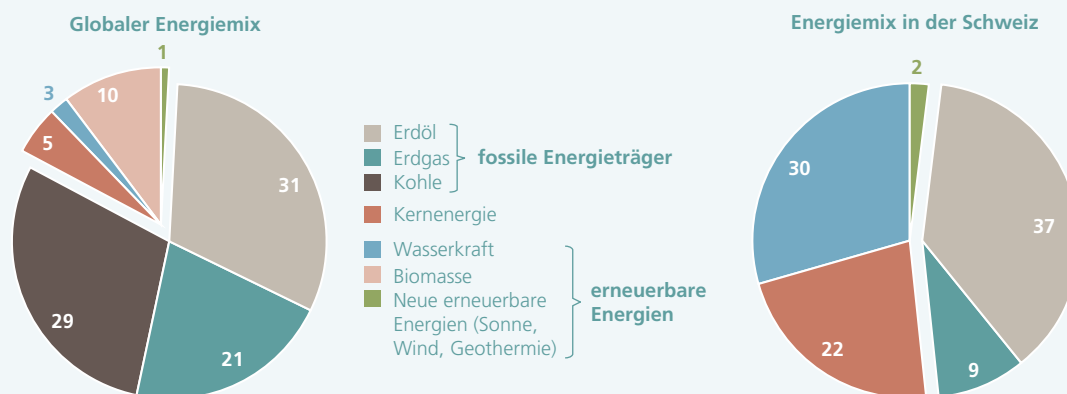 Globaler Energiemix
1
3
10
5
31
29
21
Erdöl
Erdgas
Kohle
fossile Energieträger
Kernenergie
Wasserkraft
Biomasse
Neue erneuerbare
Energien (Sonne,
Wind, Geothermie)
erneuerbare
Energien
Energiemix in der Schweiz
2
30
37
22
9